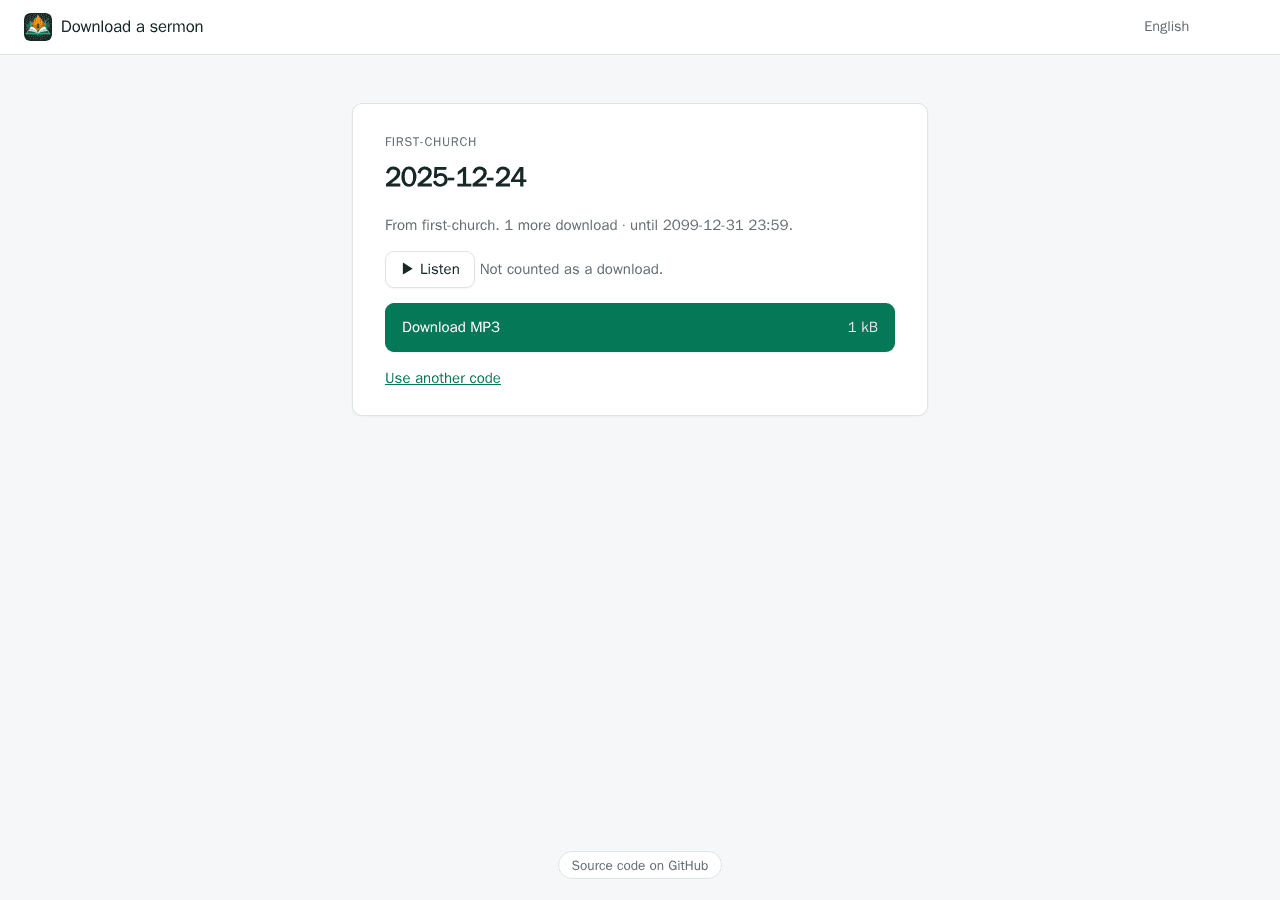 Download a sermon
English
FIRST-CHURCH
2025-12-24
From first-church. 1 more download · until 2099-12-31 23:59.
Listen Not counted as a download.
Download MP3 1 kB
Use another code
Source code on GitHub